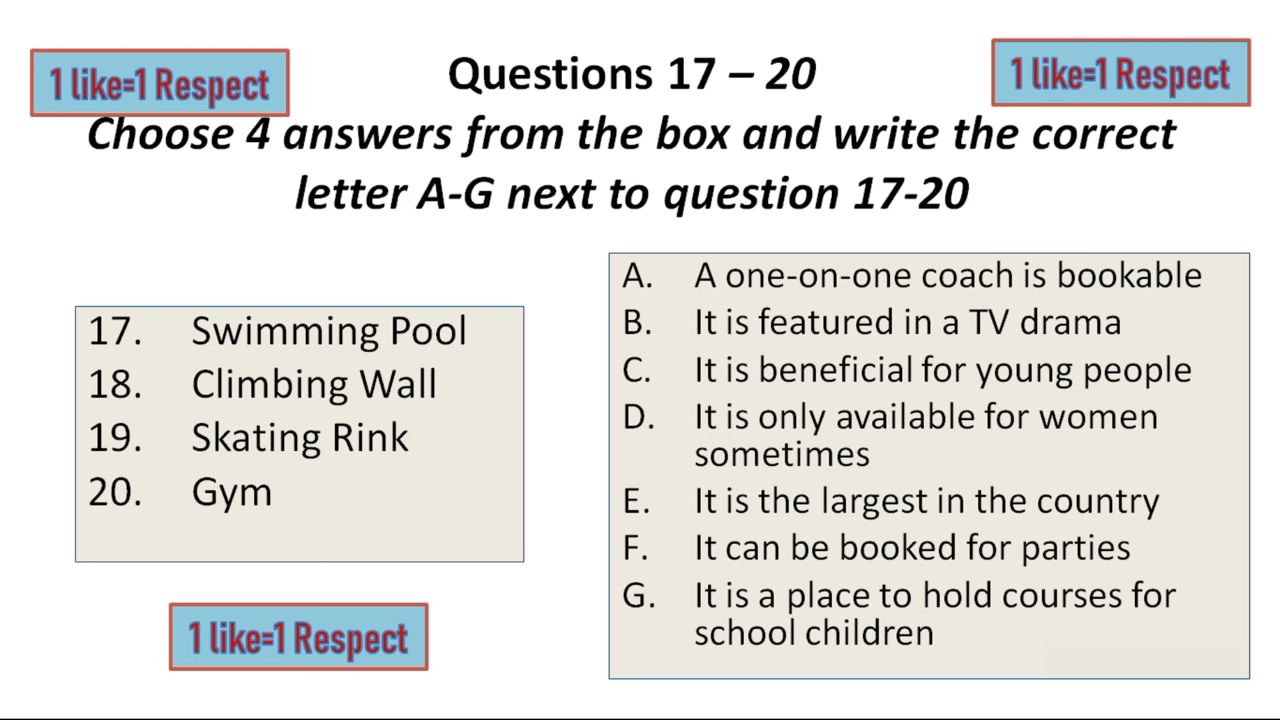 1 like=1 Respect
Questions 17 – 20
1 like=1 Respect
Choose 4 answers from the box and write the correct
letter A-G next to question 17-20
17. Swimming Pool
18. Climbing Wall
19. Skating Rink
20. Gym
A. A one-on-one coach is bookable
B. It is featured in a TV drama
C. It is beneficial for young people
D. It is only available for women
sometimes
E. It is the largest in the country
F. It can be booked for parties
G. It is a place to hold courses for
school children
1 like=1 Respect